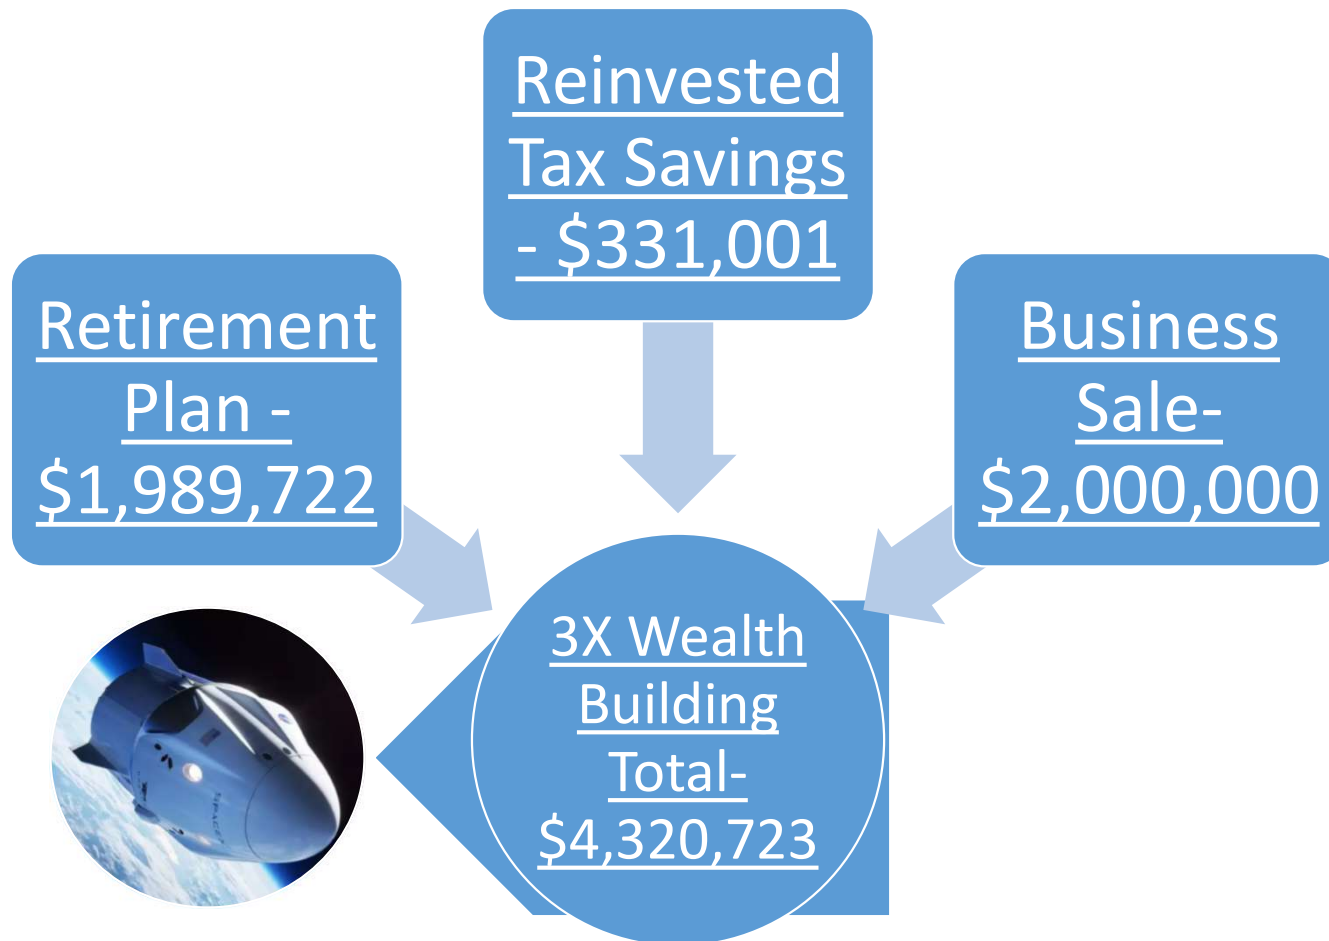 Reinvested
Tax Savings
- $331,001
Retirement
Plan -
$1,989,722
Business
Sale-
$2,000,000
3X Wealth
Building
Total-
$4,320,723